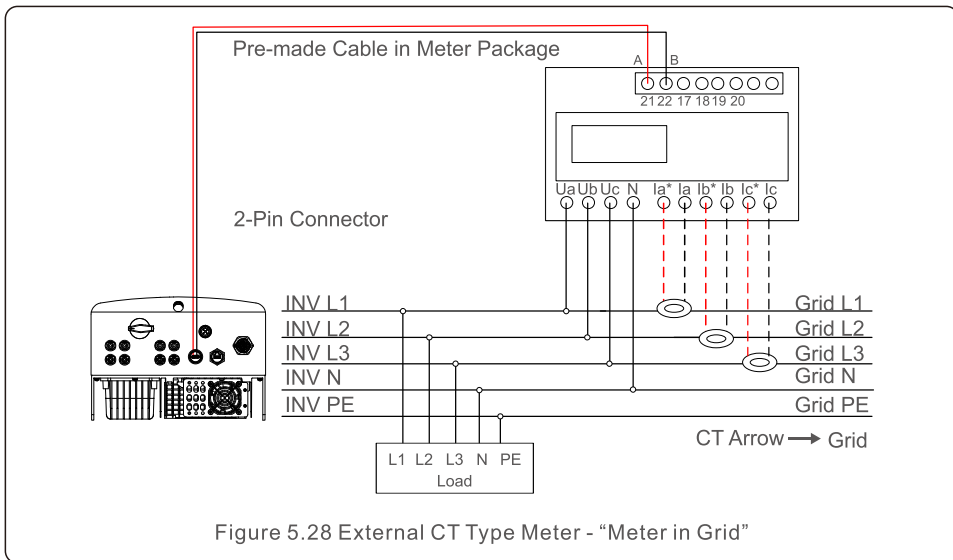 Pre-made Cable in Meter Package
A B
21 22 17 18 19 20
Ua Ub Uc N Ia* Ia Ib* Ib Ic* Ic
2-Pin Connector
INV L1 Grid L1
INV L2 Grid L2
INV L3 Grid L3
INV N Grid N
INV PE Grid PE
CT Arrow → Grid
L1 L2 L3 N PE
Load
Figure 5.28 External CT Type Meter - “Meter in Grid”